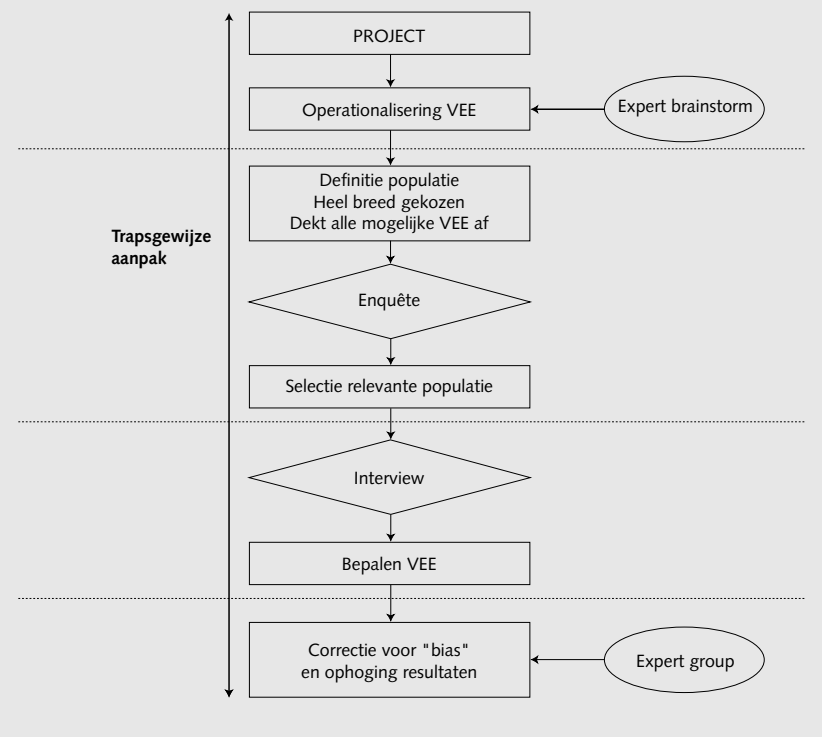 PROJECT
Operationalisering VEE
Expert brainstorm
Definitie populatie
Heel breed gekozen
Dekt alle mogelijke VEE af
Trapsgewijze
aanpak
Enquête
Selectie relevante populatie
Interview
Bepalen VEE
Correctie voor "bias"
en ophoging resultaten
Expert group